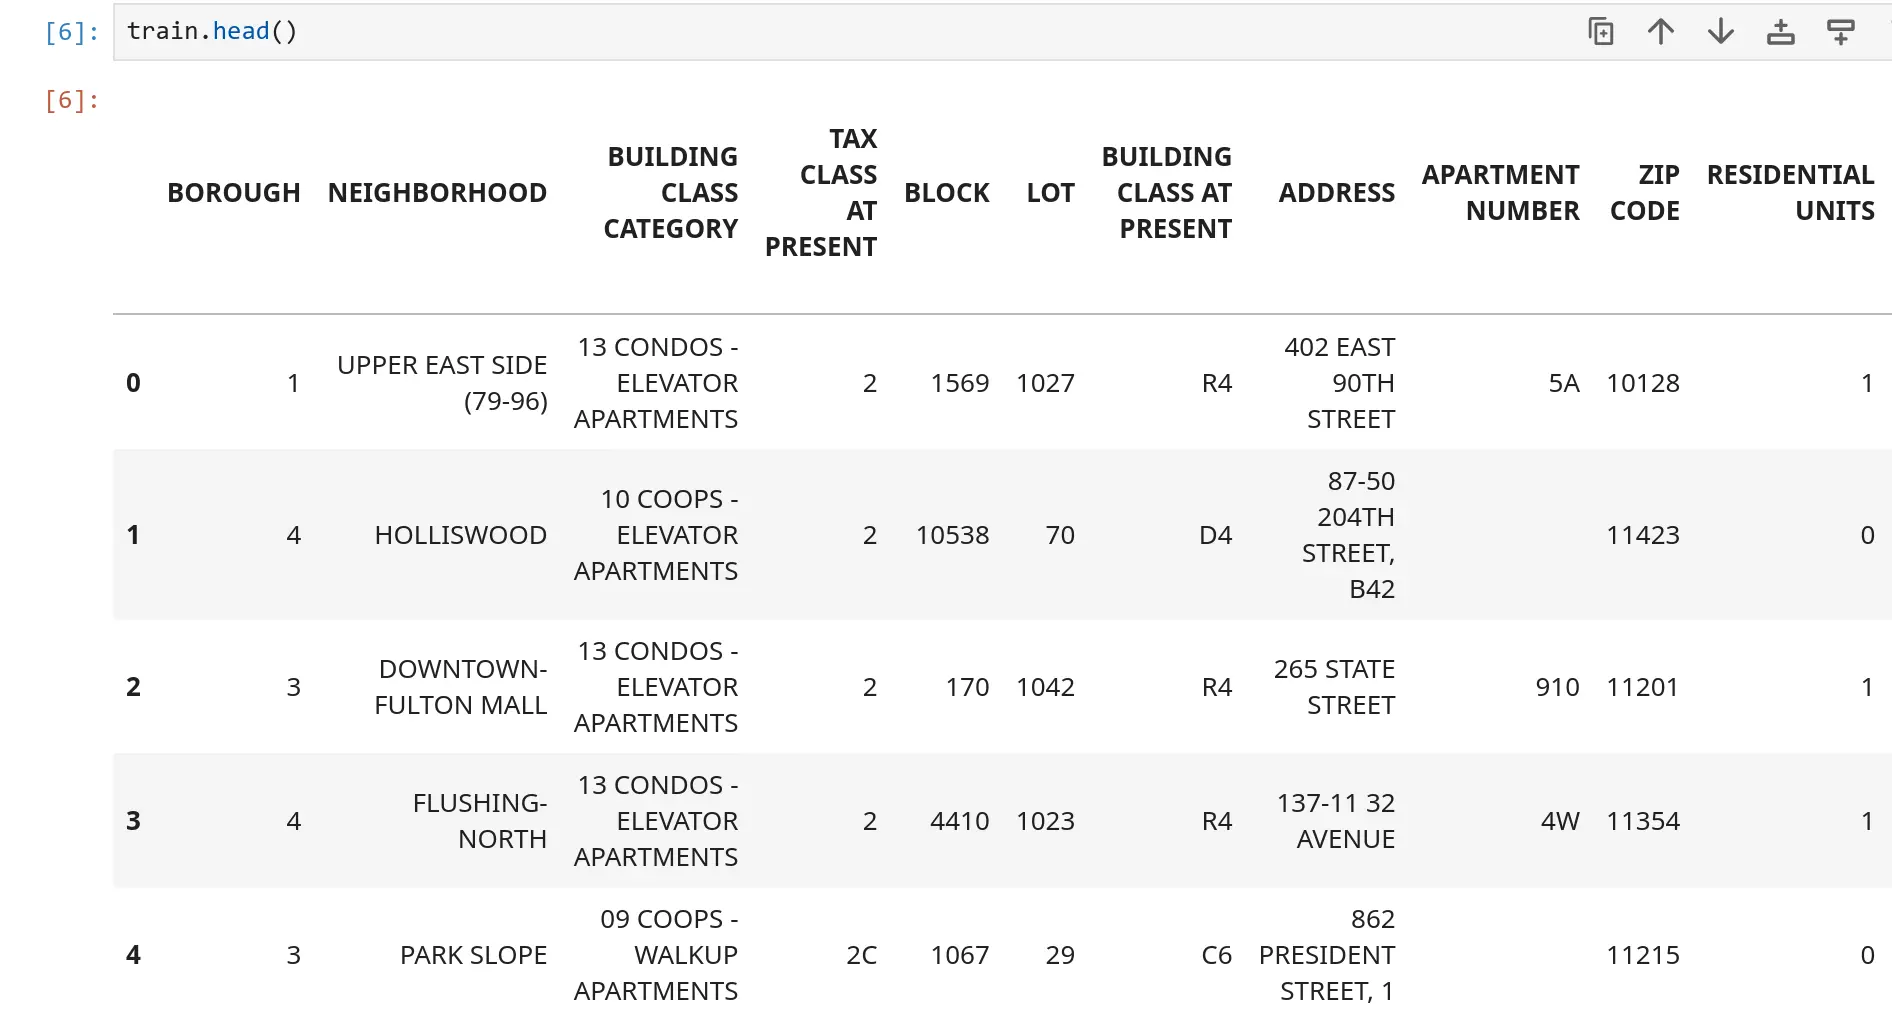 [6]: train.head()
[6]:
BOROUGH NEIGHBORHOOD BUILDING CLASS CATEGORY TAX CLASS AT PRESENT BLOCK LOT BUILDING CLASS AT PRESENT ADDRESS APARTMENT NUMBER ZIP CODE RESIDENTIAL UNITS
0 1 UPPER EAST SIDE (79-96) 13 CONDOS - ELEVATOR APARTMENTS 2 1569 1027 R4 402 EAST 90TH STREET 5A 10128 1
1 4 HOLLISWOOD 10 COOPS - ELEVATOR APARTMENTS 2 10538 70 D4 87-50 204TH STREET, B42 11423 0
2 3 DOWNTOWN-FULTON MALL 13 CONDOS - ELEVATOR APARTMENTS 2 170 1042 R4 265 STATE STREET 910 11201 1
3 4 FLUSHING-NORTH 13 CONDOS - ELEVATOR APARTMENTS 2 4410 1023 R4 137-11 32 AVENUE 4W 11354 1
4 3 PARK SLOPE 09 COOPS - WALKUP APARTMENTS 2C 1067 29 C6 862 PRESIDENT STREET, 1 11215 0